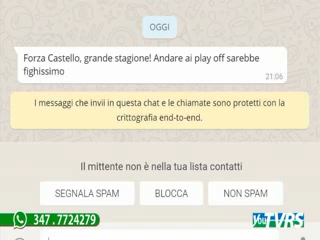 OGGI
Forza Castello, grande stagione! Andare ai play off sarebbe
fighissimo
21:06
I messaggi che invii in questa chat e le chiamate sono protetti con la
crittografia end-to-end.
Il mittente non è nella tua lista contatti
SEGNALA SPAM
BLOCCA
NON SPAM
347.7724279
You
TVRS